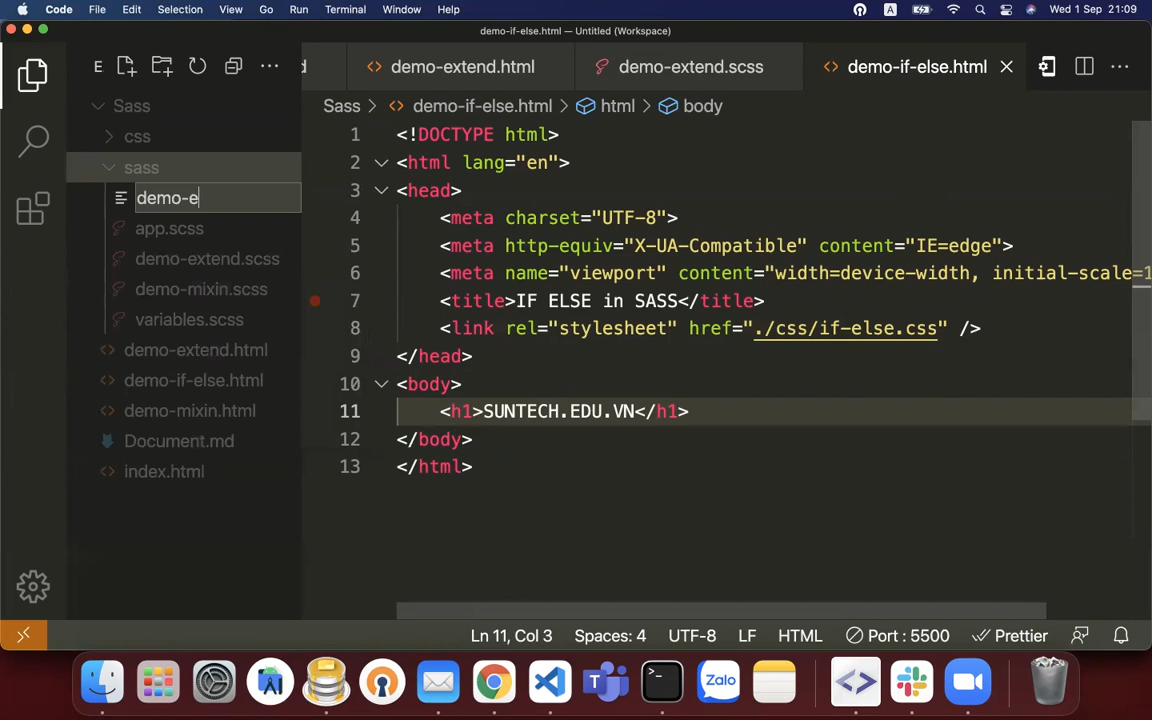 Code File Edit Selection View Go Run Terminal Window Help A Wed 1 Sep 21:09
demo-if-else.html — Untitled (Workspace)
E d demo-extend.html demo-extend.scss demo-if-else.html
Sass > demo-if-else.html > html > body
Sass
css
sass
demo-e
app.scss
demo-extend.scss
demo-mixin.scss
variables.scss
demo-extend.html
demo-if-else.html
demo-mixin.html
Document.md
index.html
1 <!DOCTYPE html>
2 <html lang="en">
3 <head>
4 <meta charset="UTF-8">
5 <meta http-equiv="X-UA-Compatible" content="IE=edge">
6 <meta name="viewport" content="width=device-width, initial-scale=1
7 <title>IF ELSE in SASS</title>
8 <link rel="stylesheet" href="./css/if-else.css" />
9 </head>
10 <body>
11 <h1>SUNTECH.EDU.VN</h1>
12 </body>
13 </html>
Ln 11, Col 3 Spaces: 4 UTF-8 LF HTML Port : 5500 Prettier
Zalo